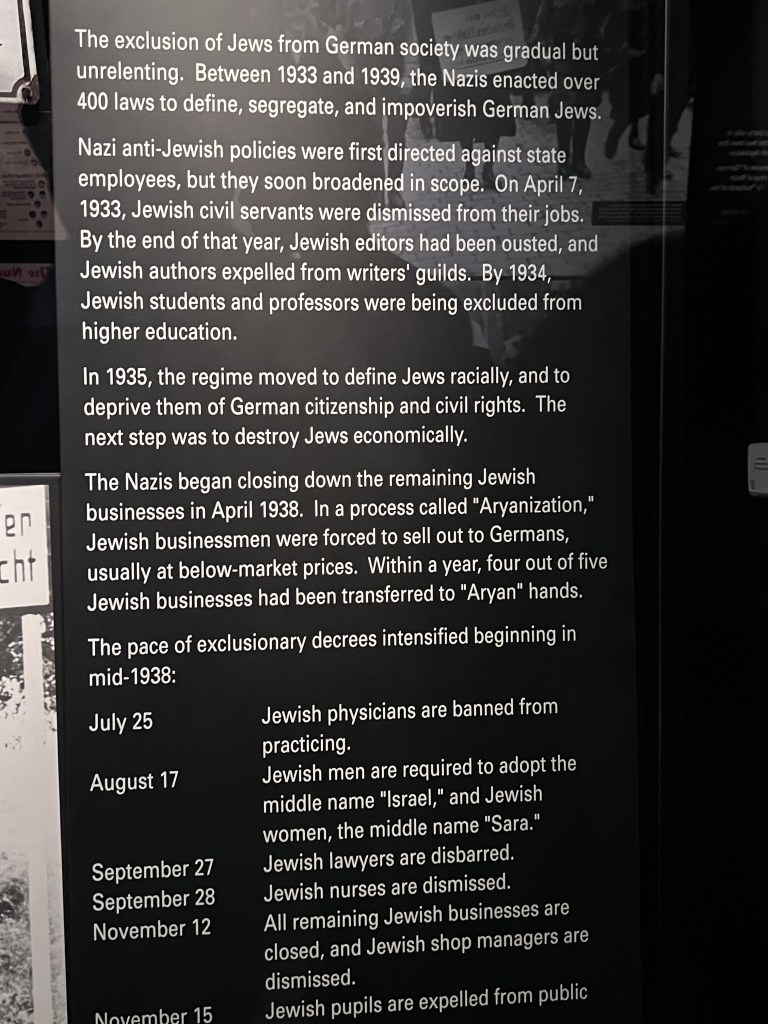 The exclusion of Jews from German society was gradual but
unrelenting. Between 1933 and 1939, the Nazis enacted over
400 laws to define, segregate, and impoverish German Jews.
Nazi anti-Jewish policies were first directed against state
employees, but they soon broadened in scope. On April 7,
1933, Jewish civil servants were dismissed from their jobs.
By the end of that year, Jewish editors had been ousted, and
Jewish authors expelled from writers' guilds. By 1934,
Jewish students and professors were being excluded from
higher education.
In 1935, the regime moved to define Jews racially, and to
deprive them of German citizenship and civil rights. The
next step was to destroy Jews economically.
The Nazis began closing down the remaining Jewish
businesses in April 1938. In a process called "Aryanization,"
Jewish businessmen were forced to sell out to Germans,
usually at below-market prices. Within a year, four out of five
Jewish businesses had been transferred to "Aryan" hands.
The pace of exclusionary decrees intensified beginning in
mid-1938:
July 25 Jewish physicians are banned from
practicing.
August 17 Jewish men are required to adopt the
middle name "Israel," and Jewish
women, the middle name "Sara."
September 27 Jewish lawyers are disbarred.
September 28 Jewish nurses are dismissed.
November 12 All remaining Jewish businesses are
closed, and Jewish shop managers are
dismissed.
November 15 Jewish pupils are expelled from public
en
cht